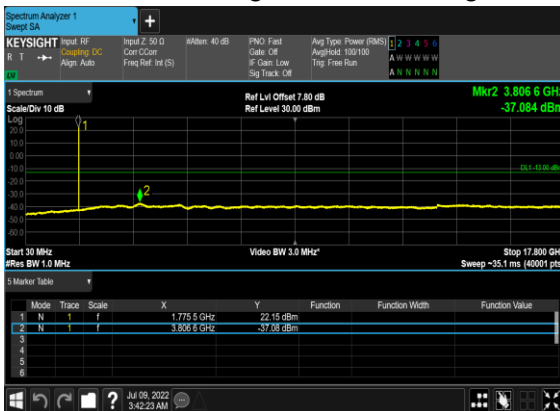 Spectrum Analyzer 1
Swept SA
KEYSIGHT Input: RF Input Z: 50 Ω #Atten: 40 dB PNO: Fast Avg Type: Power (RMS) 1 2 3 4 5 6
R T Coupling: DC Corr CCorr Gate: Off Avg|Hold: 100/100 A W W W W W
Align: Auto Freq Ref: Int (S) IF Gain: Low Trig: Free Run
Sig Track: Off A N N N N N
LXI
1 Spectrum Ref Lvl Offset 7.80 dB Mkr2 3.806 6 GHz
Scale/Div 10 dB Ref Level 30.00 dBm -37.084 dBm
Log
20.0
10.0
0.00
-10.0
DL1 -13.00 dBm
-20.0
-30.0
-40.0
-50.0
-60.0
1
2
Start 30 MHz Video BW 3.0 MHz* Stop 17.800 GH
#Res BW 1.0 MHz Sweep ~35.1 ms (40001 pts
5 Marker Table
Mode Trace Scale X Y Function Function Width Function Value
1 N 1 f 1.775 5 GHz 22.15 dBm
2 N 1 f 3.806 6 GHz -37.08 dBm
3
4
5
6
? Jul 09, 2022
3:42:23 AM